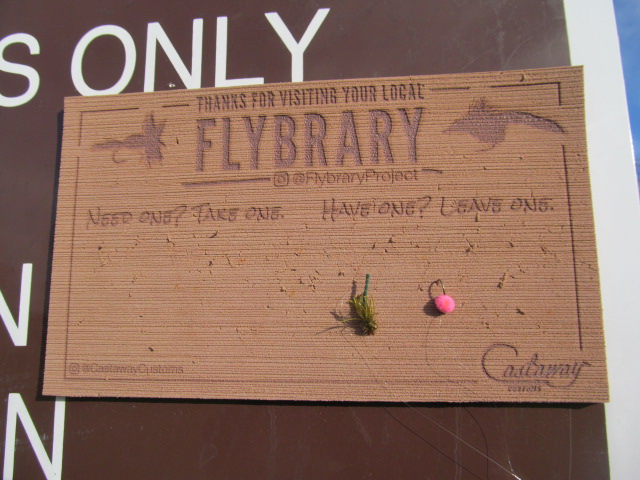 S ONLY
THANKS FOR VISITING YOUR LOCAL
FLYBRARY
@FlybraryProject
NEED ONE? TAKE ONE. HAVE ONE? LEAVE ONE.
@CastawayCustoms
Castaway
N
N